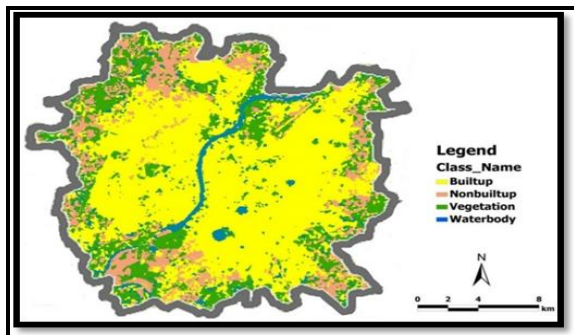 Legend
Class_Name
Builtup
Nonbuiltup
Vegetation
Waterbody
N
0 2 4 8
km